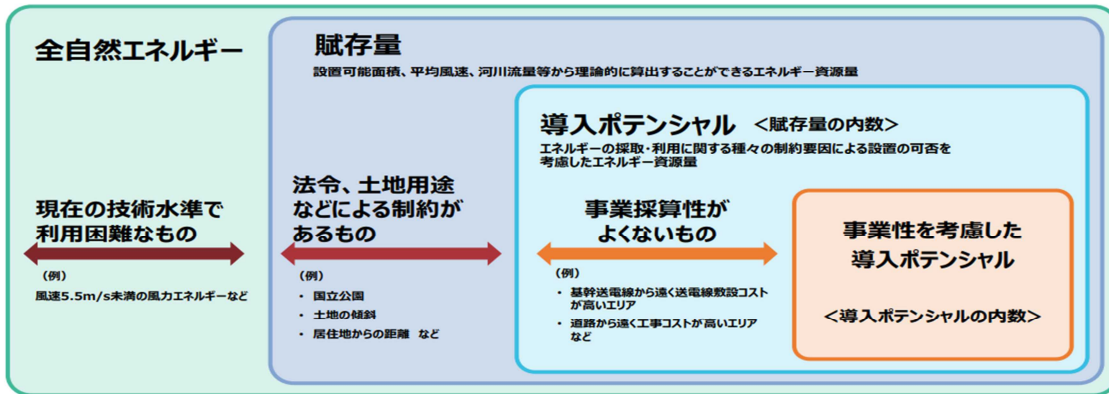 全自然エネルギー
賦存量
設置可能面積、平均風速、河川流量等から理論的に算出することができるエネルギー資源量
導入ポテンシャル <賦存量の内数>
エネルギーの採取・利用に関する種々の制約要因による設置の可否を
考慮したエネルギー資源量
現在の技術水準で
利用困難なもの
（例）
風速5.5m/s未満の風力エネルギーなど
法令、土地用途
などによる制約が
あるもの
（例）
・ 国立公園
・ 土地の傾斜
・ 居住地からの距離 など
事業採算性が
よくないもの
（例）
・ 基幹送電線から遠く送電線敷設コスト
が高いエリア
・ 道路から遠く工事コストが高いエリア
など
事業性を考慮した
導入ポテンシャル
<導入ポテンシャルの内数>